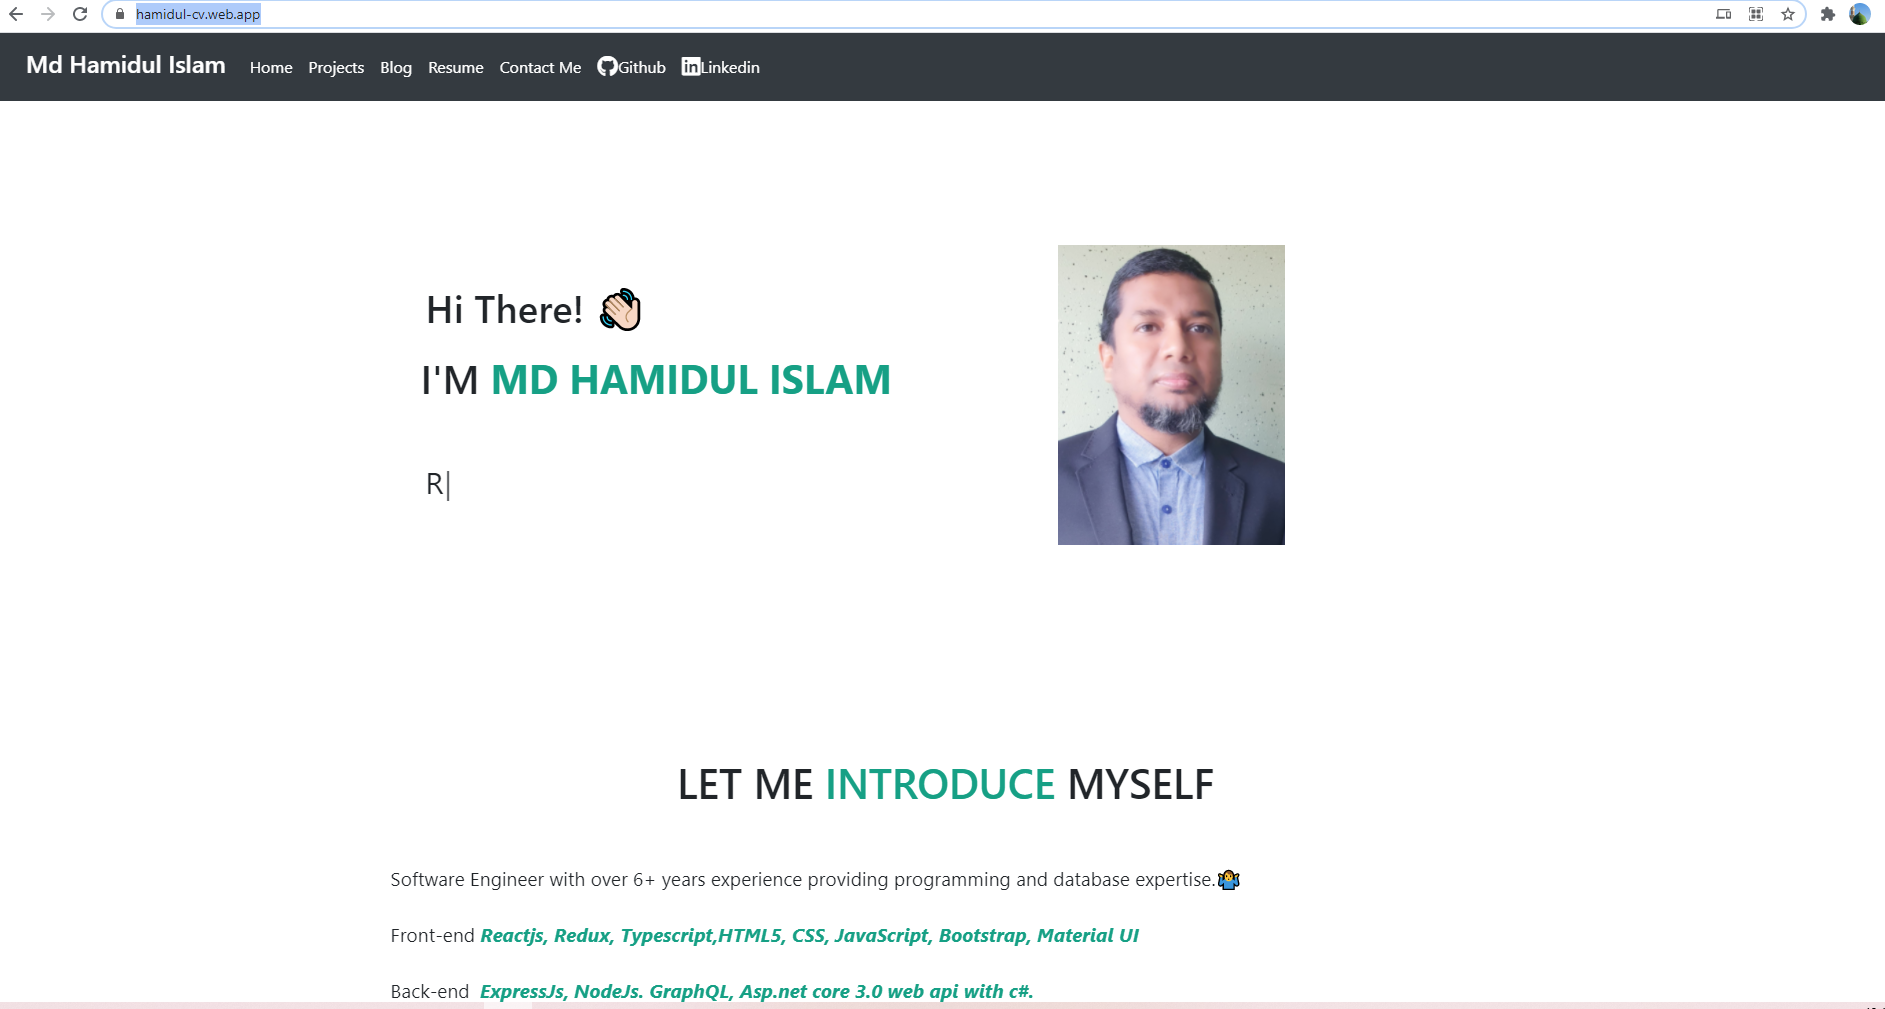 hamidul-cv.web.app
Md Hamidul Islam Home Projects Blog Resume Contact Me Github Linkedin
Hi There!
I'M MD HAMIDUL ISLAM
R|
LET ME INTRODUCE MYSELF
Software Engineer with over 6+ years experience providing programming and database expertise.
Front-end Reactjs, Redux, Typescript,HTML5, CSS, JavaScript, Bootstrap, Material UI
Back-end ExpressJs, NodeJs. GraphQL, Asp.net core 3.0 web api with c#.